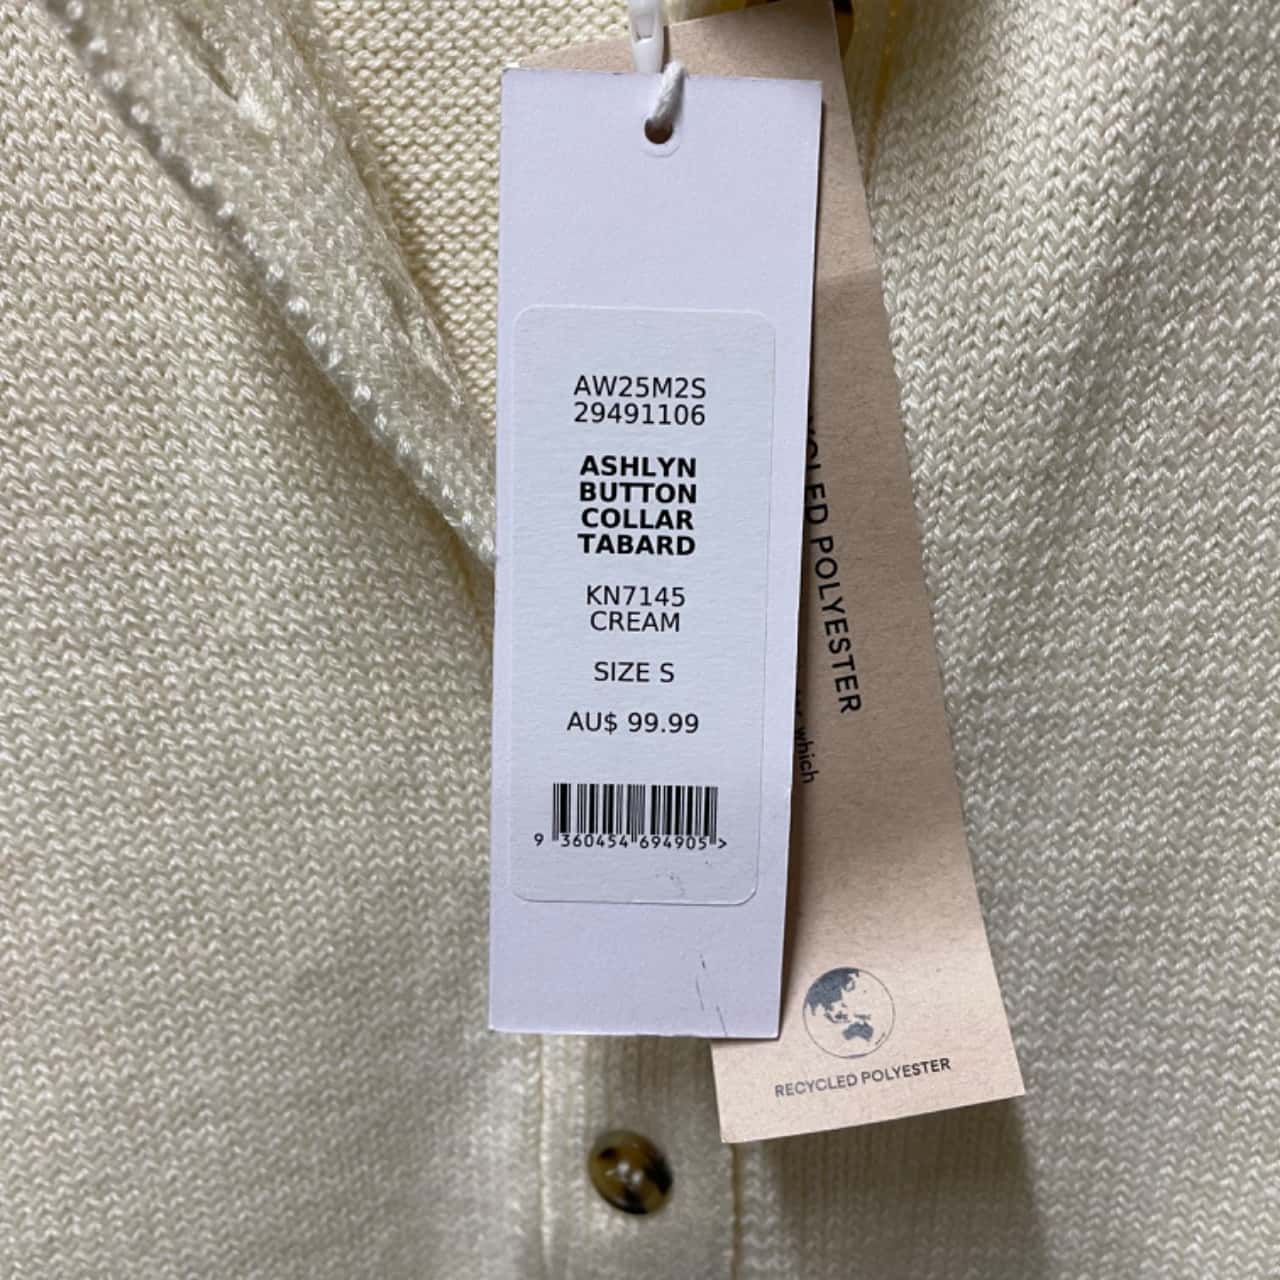 AW25M2S
29491106
ASHLYN
BUTTON
COLLAR
TABARD
KN7145
CREAM
SIZE S
AU$ 99.99
9 360454 694905 >
POLYESTER
which
RECYCLED POLYESTER